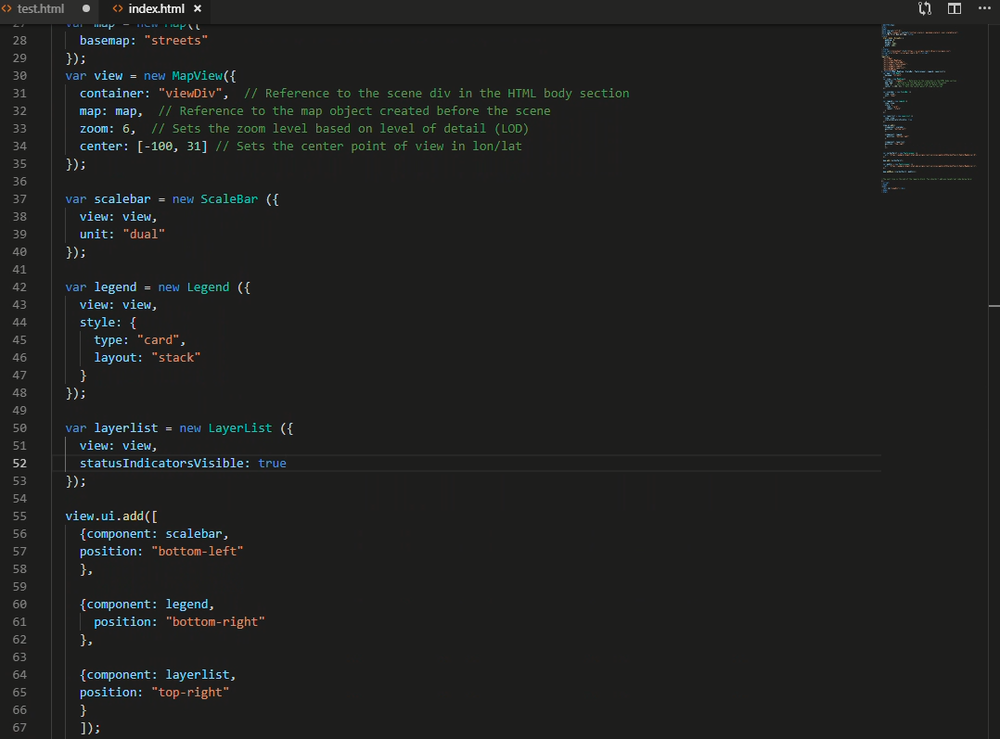 test.html ● index.html ×
27 var map = new Map({
28 basemap: "streets"
29 });
30 var view = new MapView({
31 container: "viewDiv", // Reference to the scene div in the HTML body section
32 map: map, // Reference to the map object created before the scene
33 zoom: 6, // Sets the zoom level based on level of detail (LOD)
34 center: [-100, 31] // Sets the center point of view in lon/lat
35 });
36
37 var scalebar = new ScaleBar ({
38 view: view,
39 unit: "dual"
40 });
41
42 var legend = new Legend ({
43 view: view,
44 style: {
45 type: "card",
46 layout: "stack"
47 }
48 });
49
50 var layerlist = new LayerList ({
51 view: view,
52 statusIndicatorsVisible: true
53 });
54
55 view.ui.add([
56 {component: scalebar,
57 position: "bottom-left"
58 },
59
60 {component: legend,
61 position: "bottom-right"
62 },
63
64 {component: layerlist,
65 position: "top-right"
66 }
67 ]);